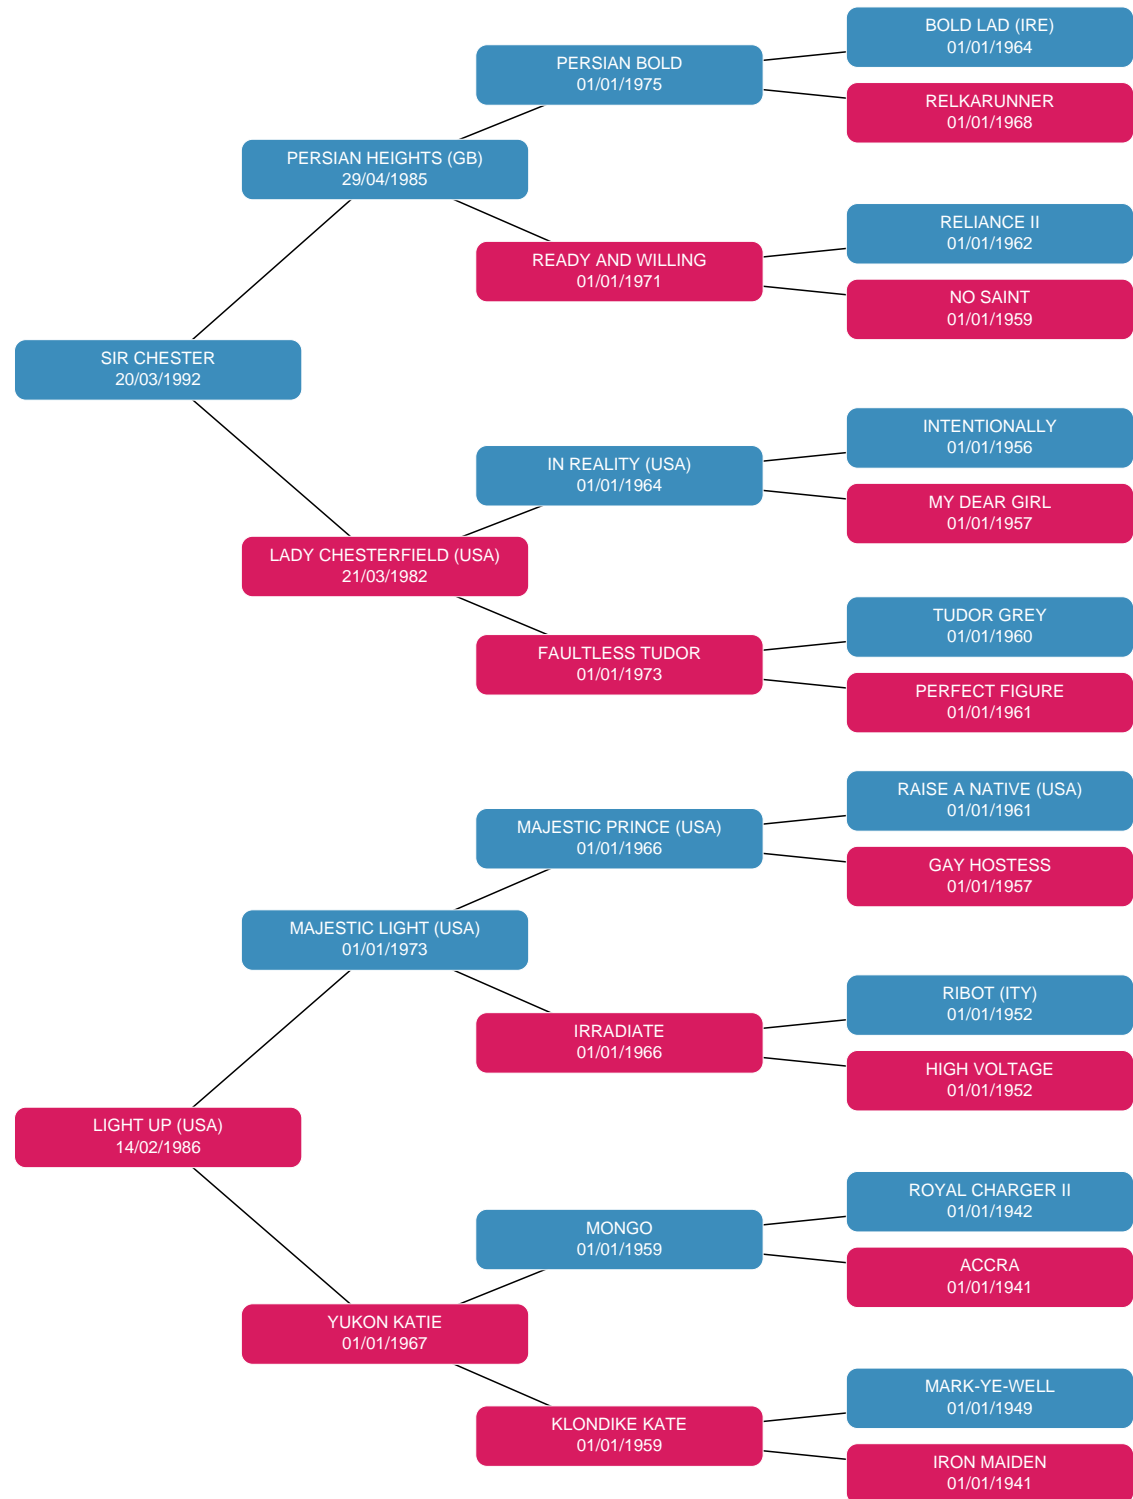 BOLD LAD (IRE)
01/01/1964
PERSIAN BOLD
01/01/1975
RELKARUNNER
01/01/1968
PERSIAN HEIGHTS (GB)
29/04/1985
RELIANCE II
01/01/1962
READY AND WILLING
01/01/1971
NO SAINT
01/01/1959
SIR CHESTER
20/03/1992
INTENTIONALLY
01/01/1956
IN REALITY (USA)
01/01/1964
MY DEAR GIRL
01/01/1957
LADY CHESTERFIELD (USA)
21/03/1982
TUDOR GREY
01/01/1960
FAULTLESS TUDOR
01/01/1973
PERFECT FIGURE
01/01/1961
RAISE A NATIVE (USA)
01/01/1961
MAJESTIC PRINCE (USA)
01/01/1966
GAY HOSTESS
01/01/1957
MAJESTIC LIGHT (USA)
01/01/1973
RIBOT (ITY)
01/01/1952
IRRADIATE
01/01/1966
HIGH VOLTAGE
01/01/1952
LIGHT UP (USA)
14/02/1986
ROYAL CHARGER II
01/01/1942
MONGO
01/01/1959
ACCRA
01/01/1941
YUKON KATIE
01/01/1967
MARK-YE-WELL
01/01/1949
KLONDIKE KATE
01/01/1959
IRON MAIDEN
01/01/1941